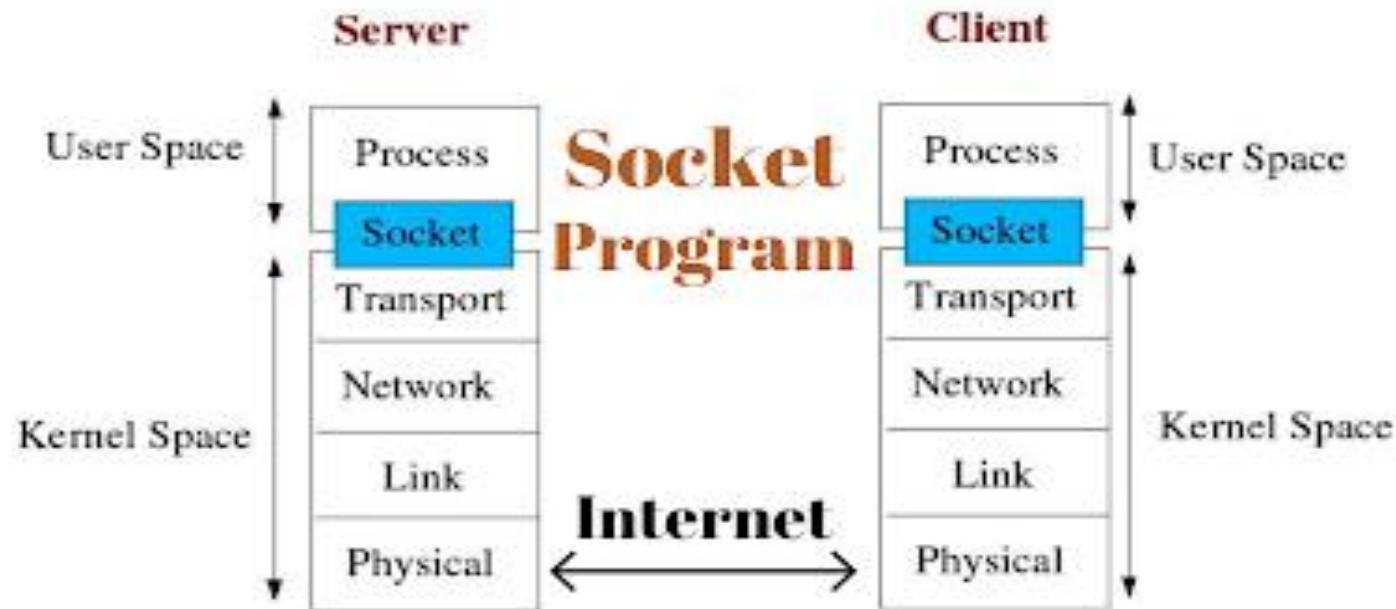 Server
Client
User Space
Process
Socket
Program
Process
User Space
Socket
Socket
Transport
Transport
Network
Network
Kernel Space
Kernel Space
Link
Link
Internet
Physical
Physical